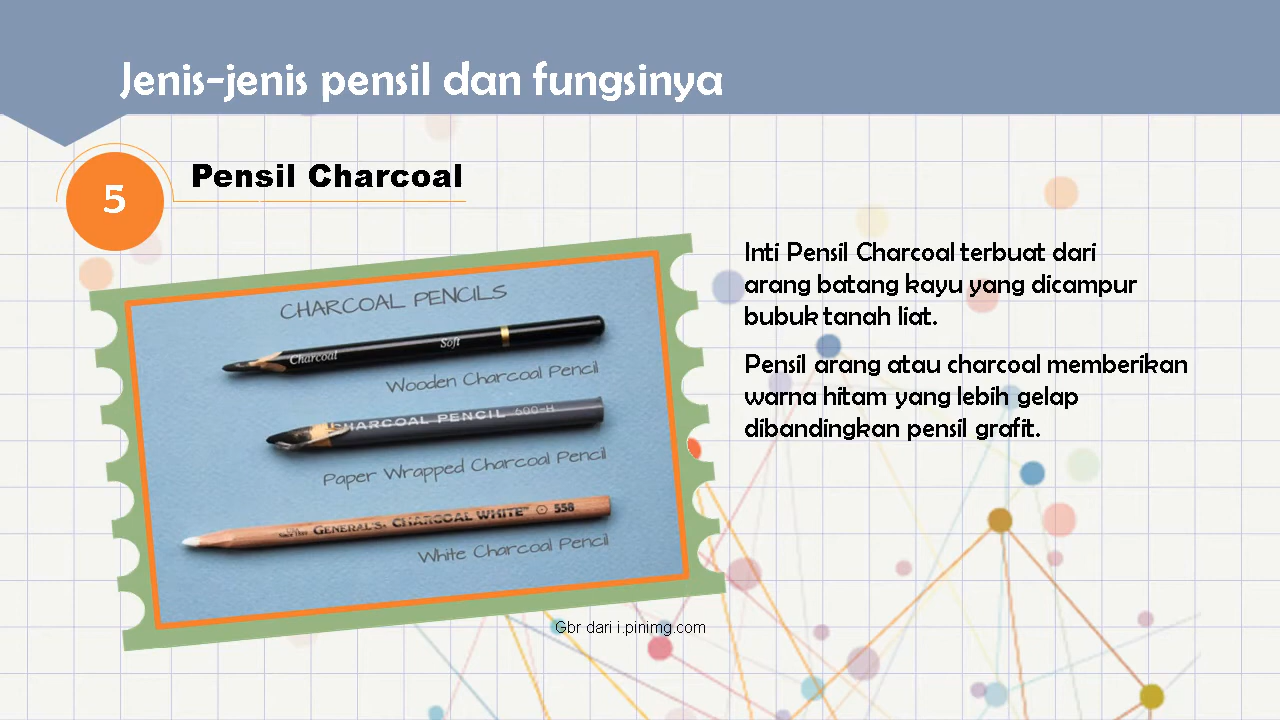 Jenis-jenis pensil dan fungsinya
5
Pensil Charcoal
CHARCOAL PENCILS
Charcoal Soft
Wooden Charcoal Pencil
CHARCOAL PENCIL 600-H
Paper Wrapped Charcoal Pencil
GENERAL'S CHARCOAL WHITE 558
White Charcoal Pencil
Inti Pensil Charcoal terbuat dari
arang batang kayu yang dicampur
bubuk tanah liat.
Pensil arang atau charcoal memberikan
warna hitam yang lebih gelap
dibandingkan pensil grafit.
Gbr dari i.pinimg.com